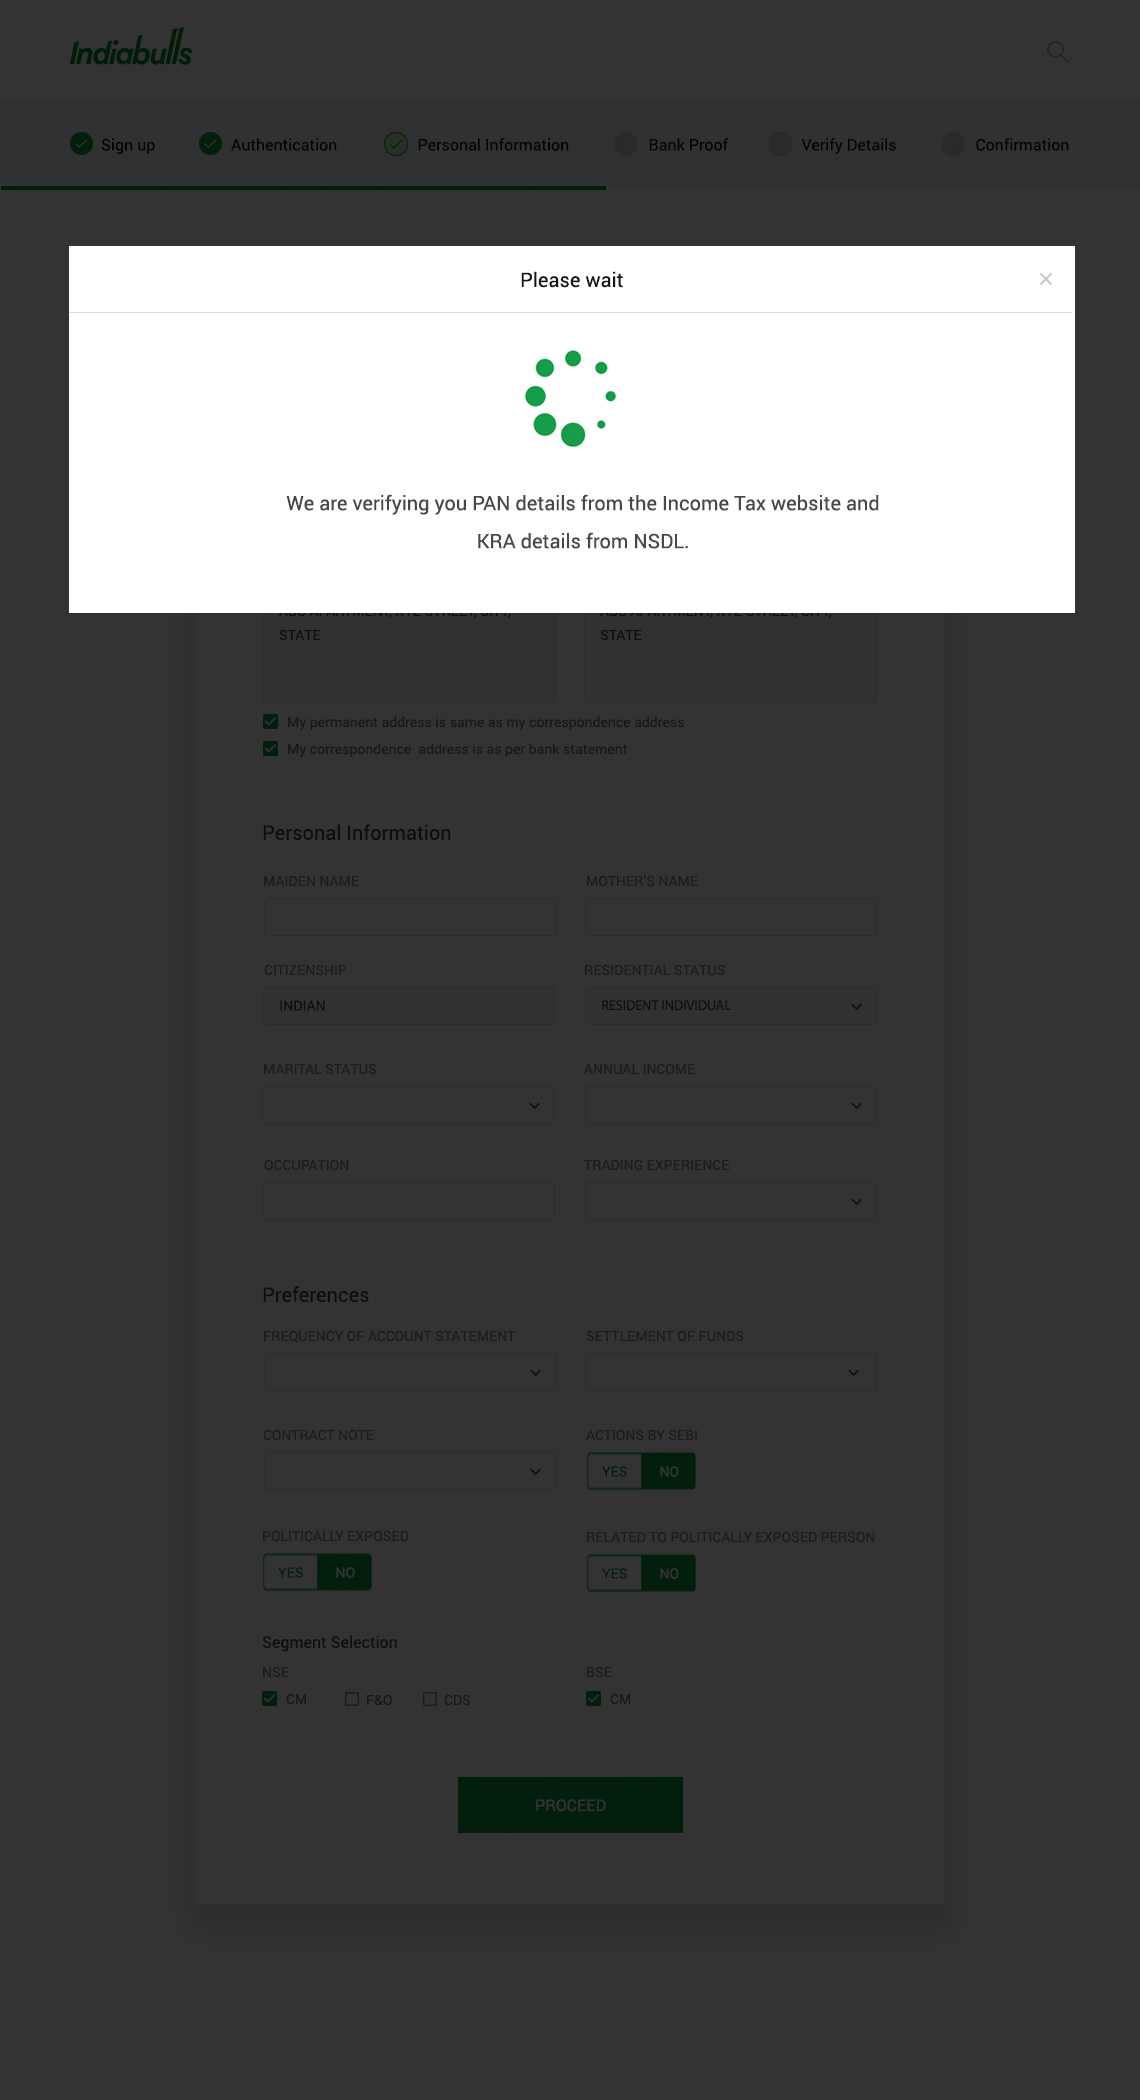 Indiabulls
Sign up Authentication Personal Information Bank Proof Verify Details Confirmation
Please wait
We are verifying you PAN details from the Income Tax website and
KRA details from NSDL.
STATE STATE
My permanent address is same as my correspondence address
My correspondence address is as per bank statement
Personal Information
MAIDEN NAME MOTHER'S NAME
CITIZENSHIP RESIDENTIAL STATUS
INDIAN RESIDENT INDIVIDUAL
MARITAL STATUS ANNUAL INCOME
OCCUPATION TRADING EXPERIENCE
Preferences
FREQUENCY OF ACCOUNT STATEMENT SETTLEMENT OF FUNDS
CONTRACT NOTE ACTIONS BY SEBI
YES NO
POLITICALLY EXPOSED RELATED TO POLITICALLY EXPOSED PERSON
YES NO YES NO
Segment Selection
NSE BSE
CM F&O CDS CM
PROCEED